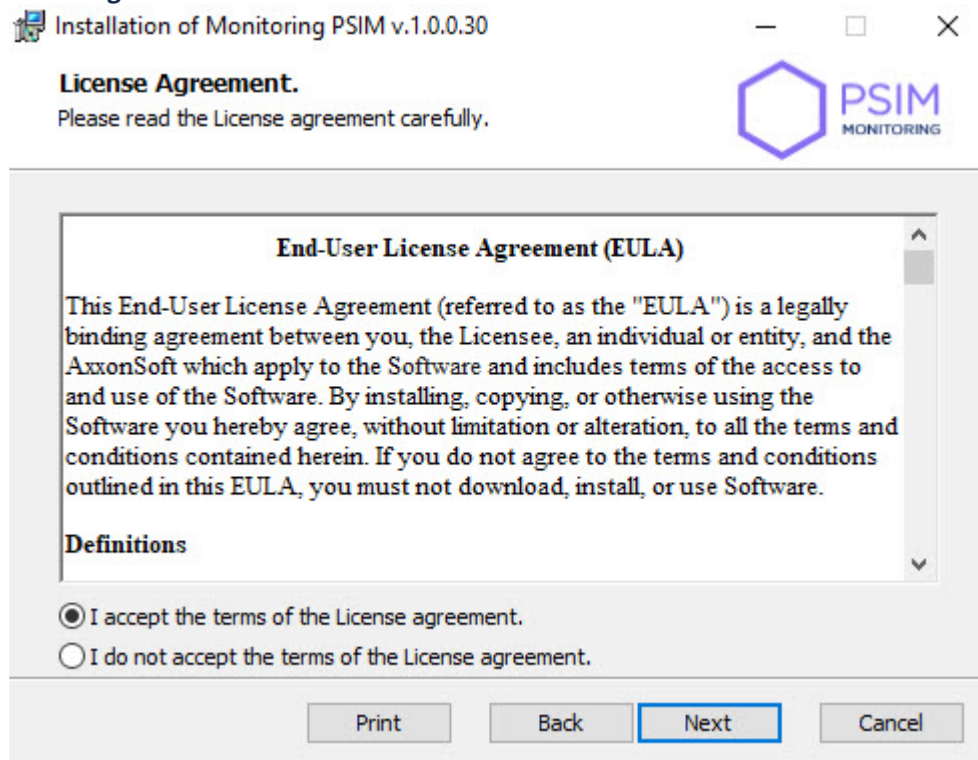 Installation of Monitoring PSIM v.1.0.0.30
License Agreement.
Please read the License agreement carefully.
PSIM
MONITORING
End-User License Agreement (EULA)
This End-User License Agreement (referred to as the "EULA") is a legally
binding agreement between you, the Licensee, an individual or entity, and the
AxxonSoft which apply to the Software and includes terms of the access to
and use of the Software. By installing, copying, or otherwise using the
Software you hereby agree, without limitation or alteration, to all the terms and
conditions contained herein. If you do not agree to the terms and conditions
outlined in this EULA, you must not download, install, or use Software.
Definitions
I accept the terms of the License agreement.
I do not accept the terms of the License agreement.
Print
Back
Next
Cancel